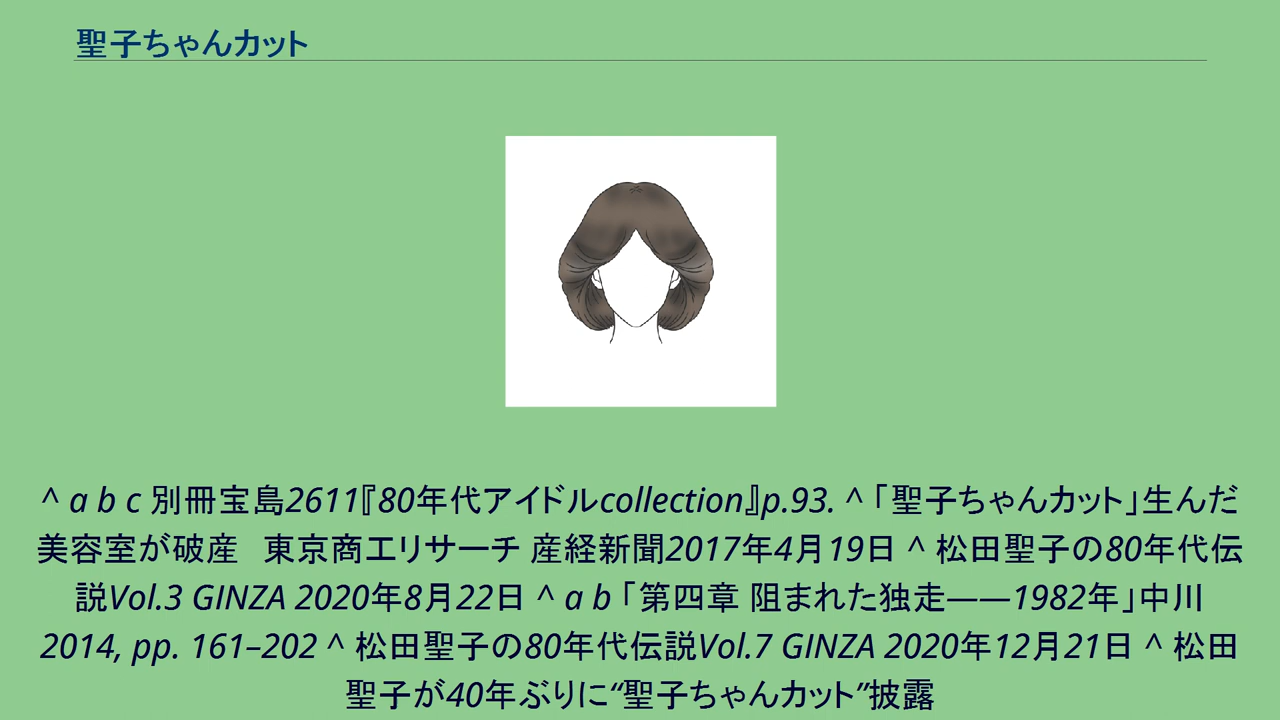 聖子ちゃんカット
^ a b c 別冊宝島2611『80年代アイドルcollection』p.93. ^ 「聖子ちゃんカット」生んだ
美容室が破産　東京商工リサーチ 産経新聞2017年4月19日 ^ 松田聖子の80年代伝
説Vol.3 GINZA 2020年8月22日 ^ a b 「第四章 阻まれた独走――1982年」中川
2014, pp. 161–202 ^ 松田聖子の80年代伝説Vol.7 GINZA 2020年12月21日 ^ 松田
聖子が40年ぶりに“聖子ちゃんカット”披露